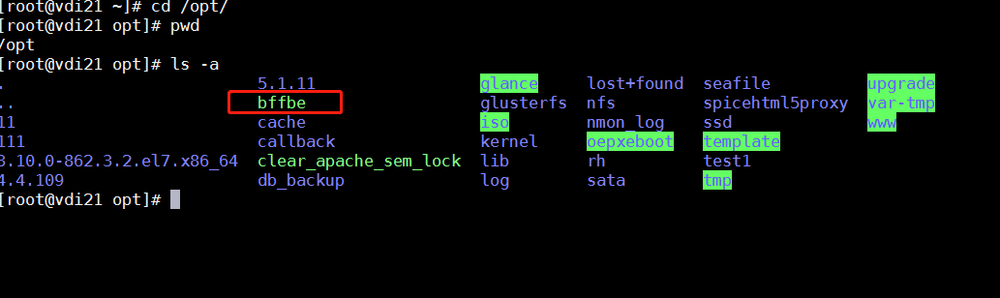 [root@vdi21 ~]# cd /opt/
[root@vdi21 opt]# pwd
/opt
[root@vdi21 opt]# ls -a
. 5.1.11 glance lost+found seafile upgrade
.. bffbe glusterfs nfs spicehtml5proxy var-tmp
11 cache iso nmon_log ssd www
111 callback kernel oepxeboot template
3.10.0-862.3.2.el7.x86_64 clear_apache_sem_lock lib rh test1
4.4.109 db_backup log sata tmp
[root@vdi21 opt]#